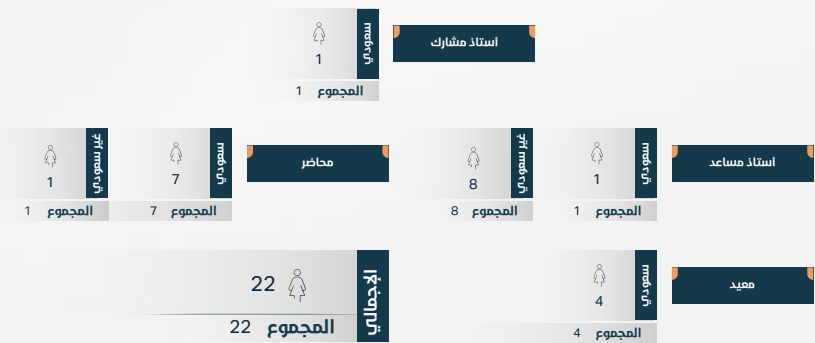 استاذ مشارك
سعودي
1
المجموع 1
استاذ مساعد
سعودي
1
المجموع 1
غير سعودي
8
المجموع 8
محاضر
سعودي
7
المجموع 7
غير سعودي
1
المجموع 1
معيد
سعودي
4
المجموع 4
الإجمالي
22
المجموع 22